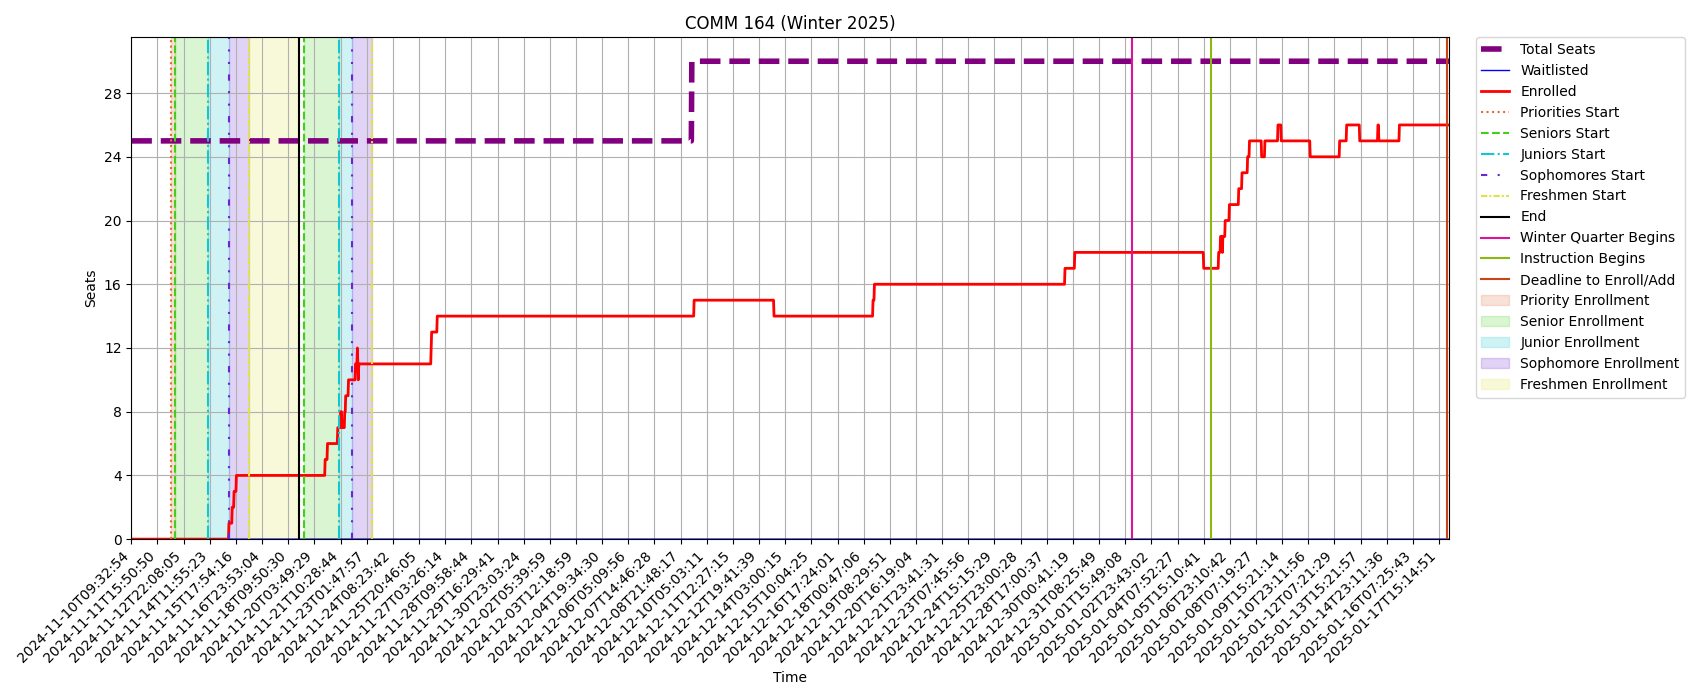 COMM 164 (Winter 2025)
Seats
28
24
20
16
12
8
4
0
2024-11-10T09:32:54
2024-11-11T15:50:50
2024-11-12T22:08:05
2024-11-14T11:55:23
2024-11-15T17:54:16
2024-11-16T23:53:04
2024-11-18T09:50:30
2024-11-20T03:49:29
2024-11-21T10:28:44
2024-11-23T01:47:57
2024-11-24T08:23:42
2024-11-25T20:46:05
2024-11-27T03:26:14
2024-11-28T09:58:44
2024-11-29T16:29:41
2024-11-30T23:03:24
2024-12-02T05:39:59
2024-12-03T12:18:59
2024-12-04T19:34:30
2024-12-06T05:09:56
2024-12-07T14:46:28
2024-12-08T21:48:17
2024-12-10T05:03:11
2024-12-11T12:27:15
2024-12-12T19:41:39
2024-12-14T03:00:15
2024-12-15T10:04:25
2024-12-16T17:24:01
2024-12-18T00:47:06
2024-12-19T08:29:51
2024-12-20T16:19:04
2024-12-21T23:41:31
2024-12-23T07:45:56
2024-12-24T15:15:29
2024-12-25T23:00:28
2024-12-28T17:00:37
2024-12-30T00:41:19
2024-12-31T08:25:49
2025-01-01T15:49:08
2025-01-02T23:43:02
2025-01-04T07:52:27
2025-01-05T15:10:41
2025-01-06T23:10:42
2025-01-08T07:19:27
2025-01-09T15:21:14
2025-01-10T23:11:56
2025-01-12T07:21:29
2025-01-13T15:21:57
2025-01-14T23:11:36
2025-01-16T07:25:43
2025-01-17T15:14:51
Time
Total Seats
Waitlisted
Enrolled
Priorities Start
Seniors Start
Juniors Start
Sophomores Start
Freshmen Start
End
Winter Quarter Begins
Instruction Begins
Deadline to Enroll/Add
Priority Enrollment
Senior Enrollment
Junior Enrollment
Sophomore Enrollment
Freshmen Enrollment